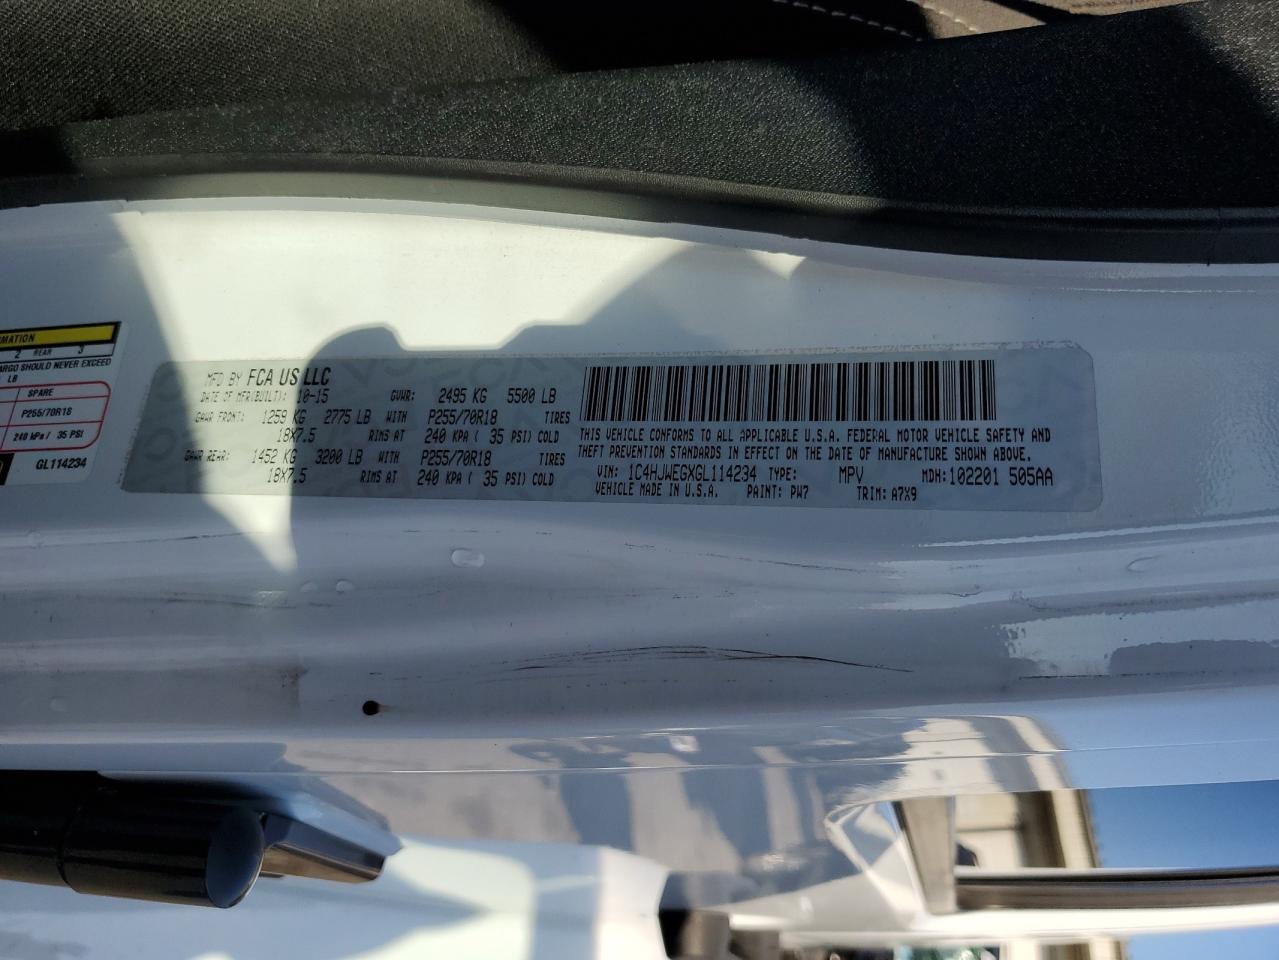 MATION
2 REAR 3
ARGO SHOULD NEVER EXCEED
LB
SPARE
P255/70R18
240 kPa / 35 PSI
GL114234
MFD BY FCA US LLC
DATE OF MFR(BUILT): 10-15 GVWR: 2495 KG 5500 LB
GAWR FRONT: 1259 KG 2775 LB WITH P255/70R18 TIRES
18X7.5 RIMS AT 240 KPA ( 35 PSI) COLD
GAWR REAR: 1452 KG 3200 LB WITH P255/70R18 TIRES
18X7.5 RIMS AT 240 KPA ( 35 PSI) COLD
THIS VEHICLE CONFORMS TO ALL APPLICABLE U.S.A. FEDERAL MOTOR VEHICLE SAFETY AND
THEFT PREVENTION STANDARDS IN EFFECT ON THE DATE OF MANUFACTURE SHOWN ABOVE.
VIN: 1C4HJWEGXGL114234 TYPE: MPV MDH: 102201 505AA
VEHICLE MADE IN U.S.A. PAINT: PW7 TRIM: A7X9